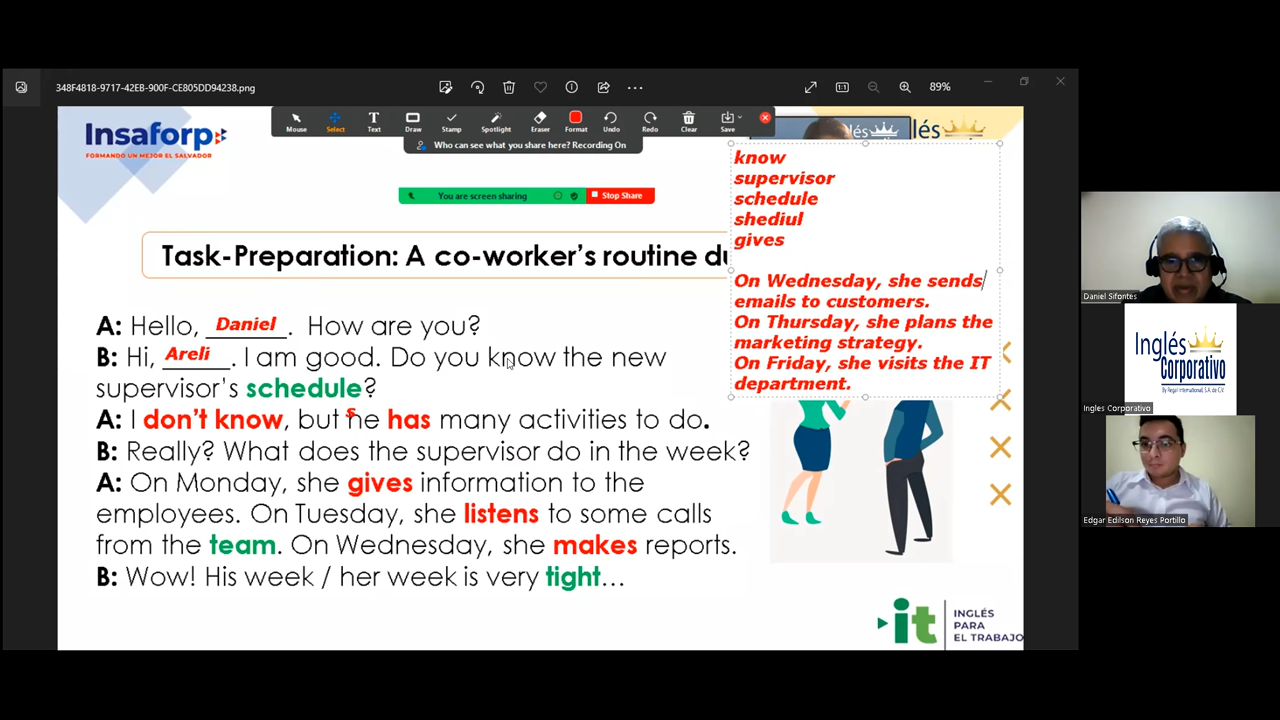 348F4818-9717-42EB-900F-CE805DD94238.png
89%
Mouse
Select
Text
Draw
Stamp
Spotlight
Eraser
Format
Undo
Redo
Clear
Save
Who can see what you share here? Recording On
You are screen sharing
Stop Share
Insaforp
FORMANDO UN MEJOR EL SALVADOR
know
supervisor
schedule
shediul
gives
On Wednesday, she sends
emails to customers.
On Thursday, she plans the
marketing strategy.
On Friday, she visits the IT
department.
Task-Preparation: A co-worker's routine
A: Hello, Daniel. How are you?
B: Hi, Areli. I am good. Do you know the new
supervisor's schedule?
A: I don't know, but s he has many activities to do.
B: Really? What does the supervisor do in the week?
A: On Monday, she gives information to the
employees. On Tuesday, she listens to some calls
from the team. On Wednesday, she makes reports.
B: Wow! His week / her week is very tight...
it
INGLÉS
PARA
EL TRABAJO
Daniel Sifontes
Inglés
Corporativo
By Regal International, S.A. de C.V.
Ingles Corporativo
Edgar Edilson Reyes Portillo